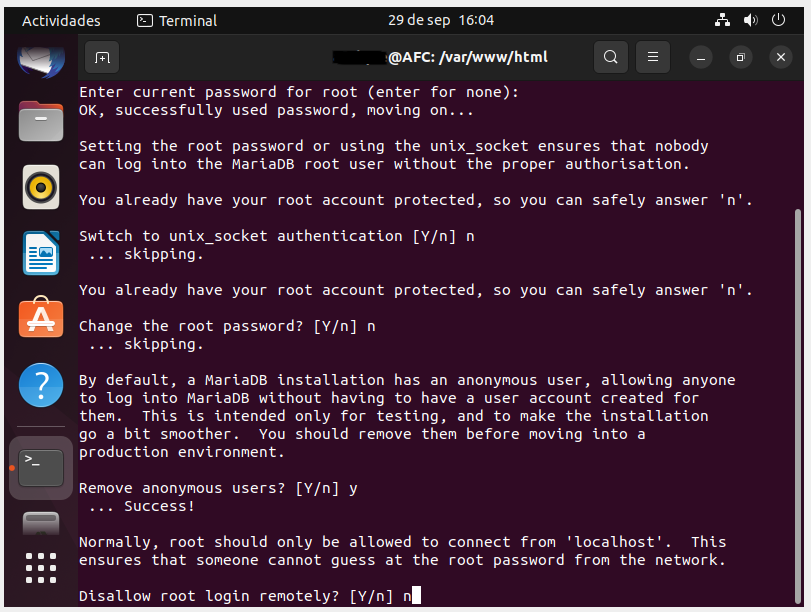 Actividades
Terminal
29 de sep 16:04
@AFC: /var/www/html
Enter current password for root (enter for none):
OK, successfully used password, moving on...
Setting the root password or using the unix_socket ensures that nobody
can log into the MariaDB root user without the proper authorisation.
You already have your root account protected, so you can safely answer 'n'.
Switch to unix_socket authentication [Y/n] n
... skipping.
You already have your root account protected, so you can safely answer 'n'.
Change the root password? [Y/n] n
... skipping.
By default, a MariaDB installation has an anonymous user, allowing anyone
to log into MariaDB without having to have a user account created for
them.  This is intended only for testing, and to make the installation
go a bit smoother.  You should remove them before moving into a
production environment.
Remove anonymous users? [Y/n] y
... Success!
Normally, root should only be allowed to connect from 'localhost'.  This
ensures that someone cannot guess at the root password from the network.
Disallow root login remotely? [Y/n] n